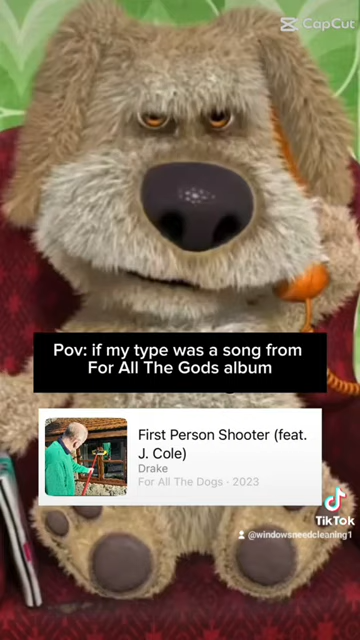 CapCut
Pov: if my type was a song from
For All The Gods album
First Person Shooter (feat.
J. Cole)
Drake
For All The Dogs · 2023
TikTok
@windowsneedcleaning1